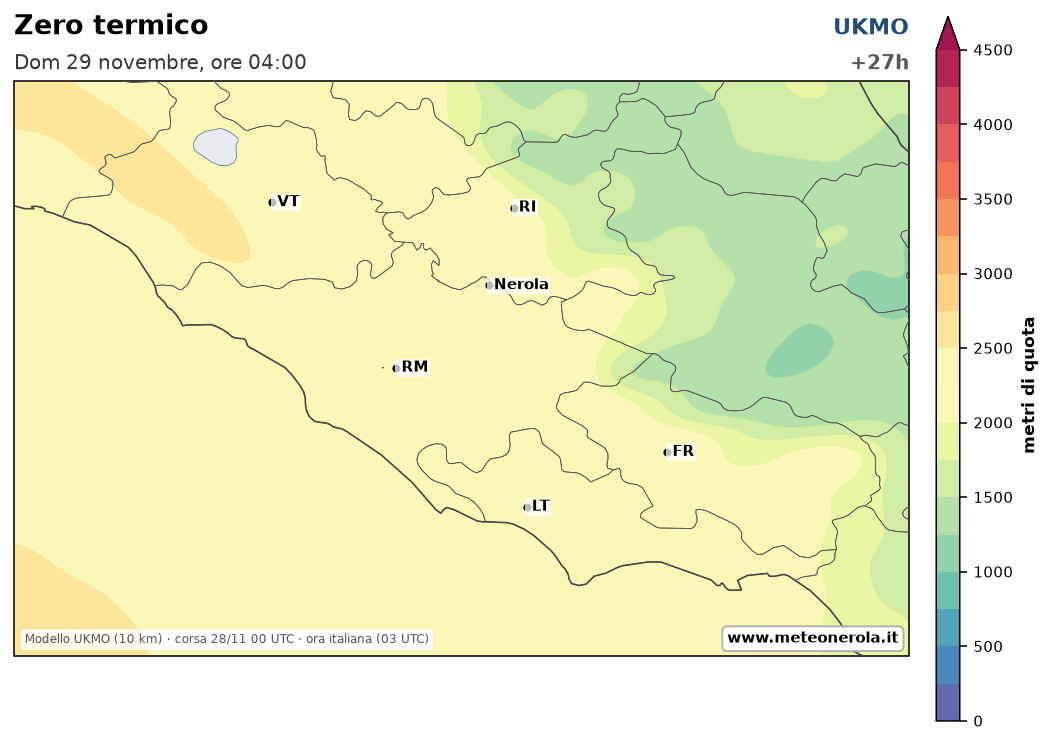 Zero termico
UKMO
Dom 29 novembre, ore 04:00
+27h
VT
RI
Nerola
RM
FR
LT
Modello UKMO (10 km) · corsa 28/11 00 UTC · ora italiana (03 UTC)
www.meteonerola.it
4500
4000
3500
3000
2500
2000
1500
1000
500
0
metri di quota